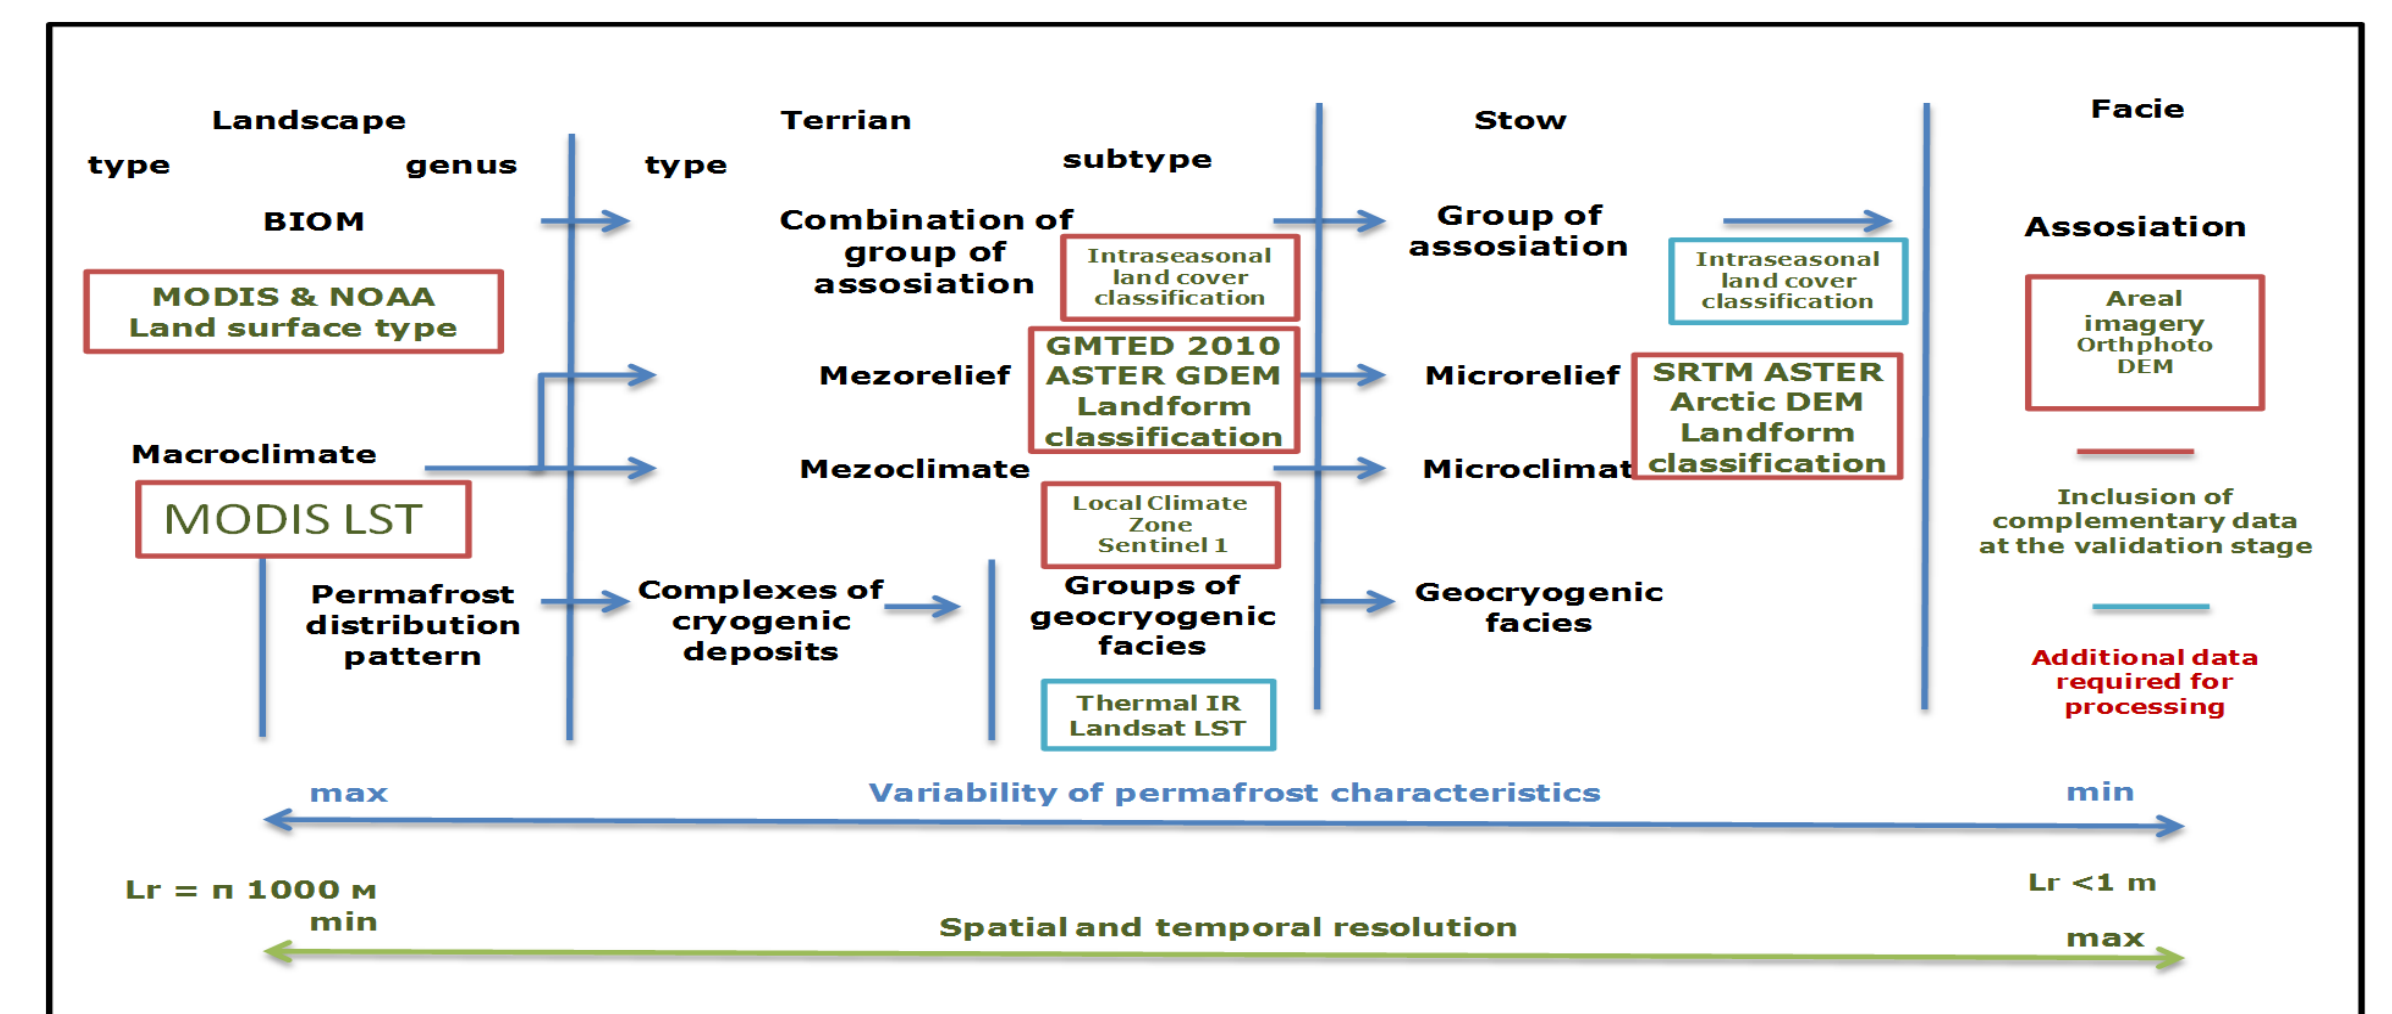 Landscape
type
genus
Terrian
type
subtype
Stow
Facie
BIOM
MODIS & NOAA
Land surface type
Combination of
group of
assosiation
Intraseasonal
land cover
classification
Group of
assosiation
Intraseasonal
land cover
classification
Assosiation
Areal
imagery
Orthphoto
DEM
Mezorelief
GMTED 2010
ASTER GDEM
Landform
classification
Microrelief
SRTM ASTER
Arctic DEM
Landform
classification
Macroclimate
MODIS LST
Mezoclimate
Local Climate
Zone
Sentinel 1
Microclimat
Inclusion of
complementary data
at the validation stage
Permafrost
distribution
pattern
Complexes of
cryogenic
deposits
Groups of
geocryogenic
facies
Thermal IR
Landsat LST
Geocryogenic
facies
Additional data
required for
processing
max
Variability of permafrost characteristics
min
Lr = п 1000 м
min
Spatial and temporal resolution
Lr <1 m
max